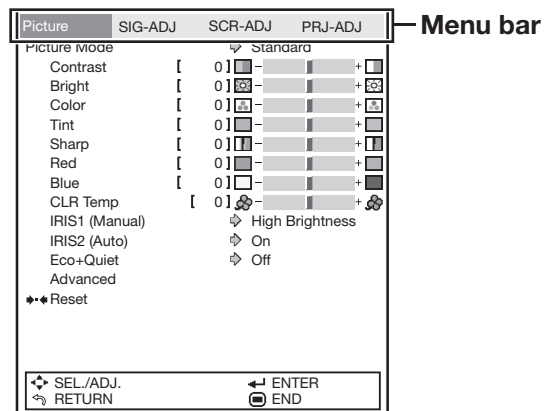 Picture SIG-ADJ SCR-ADJ PRJ-ADJ Menu bar
Picture Mode Standard
Contrast [ 0 ] - +
Bright [ 0 ] - +
Color [ 0 ] - +
Tint [ 0 ] - +
Sharp [ 0 ] - +
Red [ 0 ] - +
Blue [ 0 ] - +
CLR Temp [ 0 ] - +
IRIS1 (Manual) High Brightness
IRIS2 (Auto) On
Eco+Quiet Off
Advanced
Reset
SEL./ADJ. ENTER
RETURN END